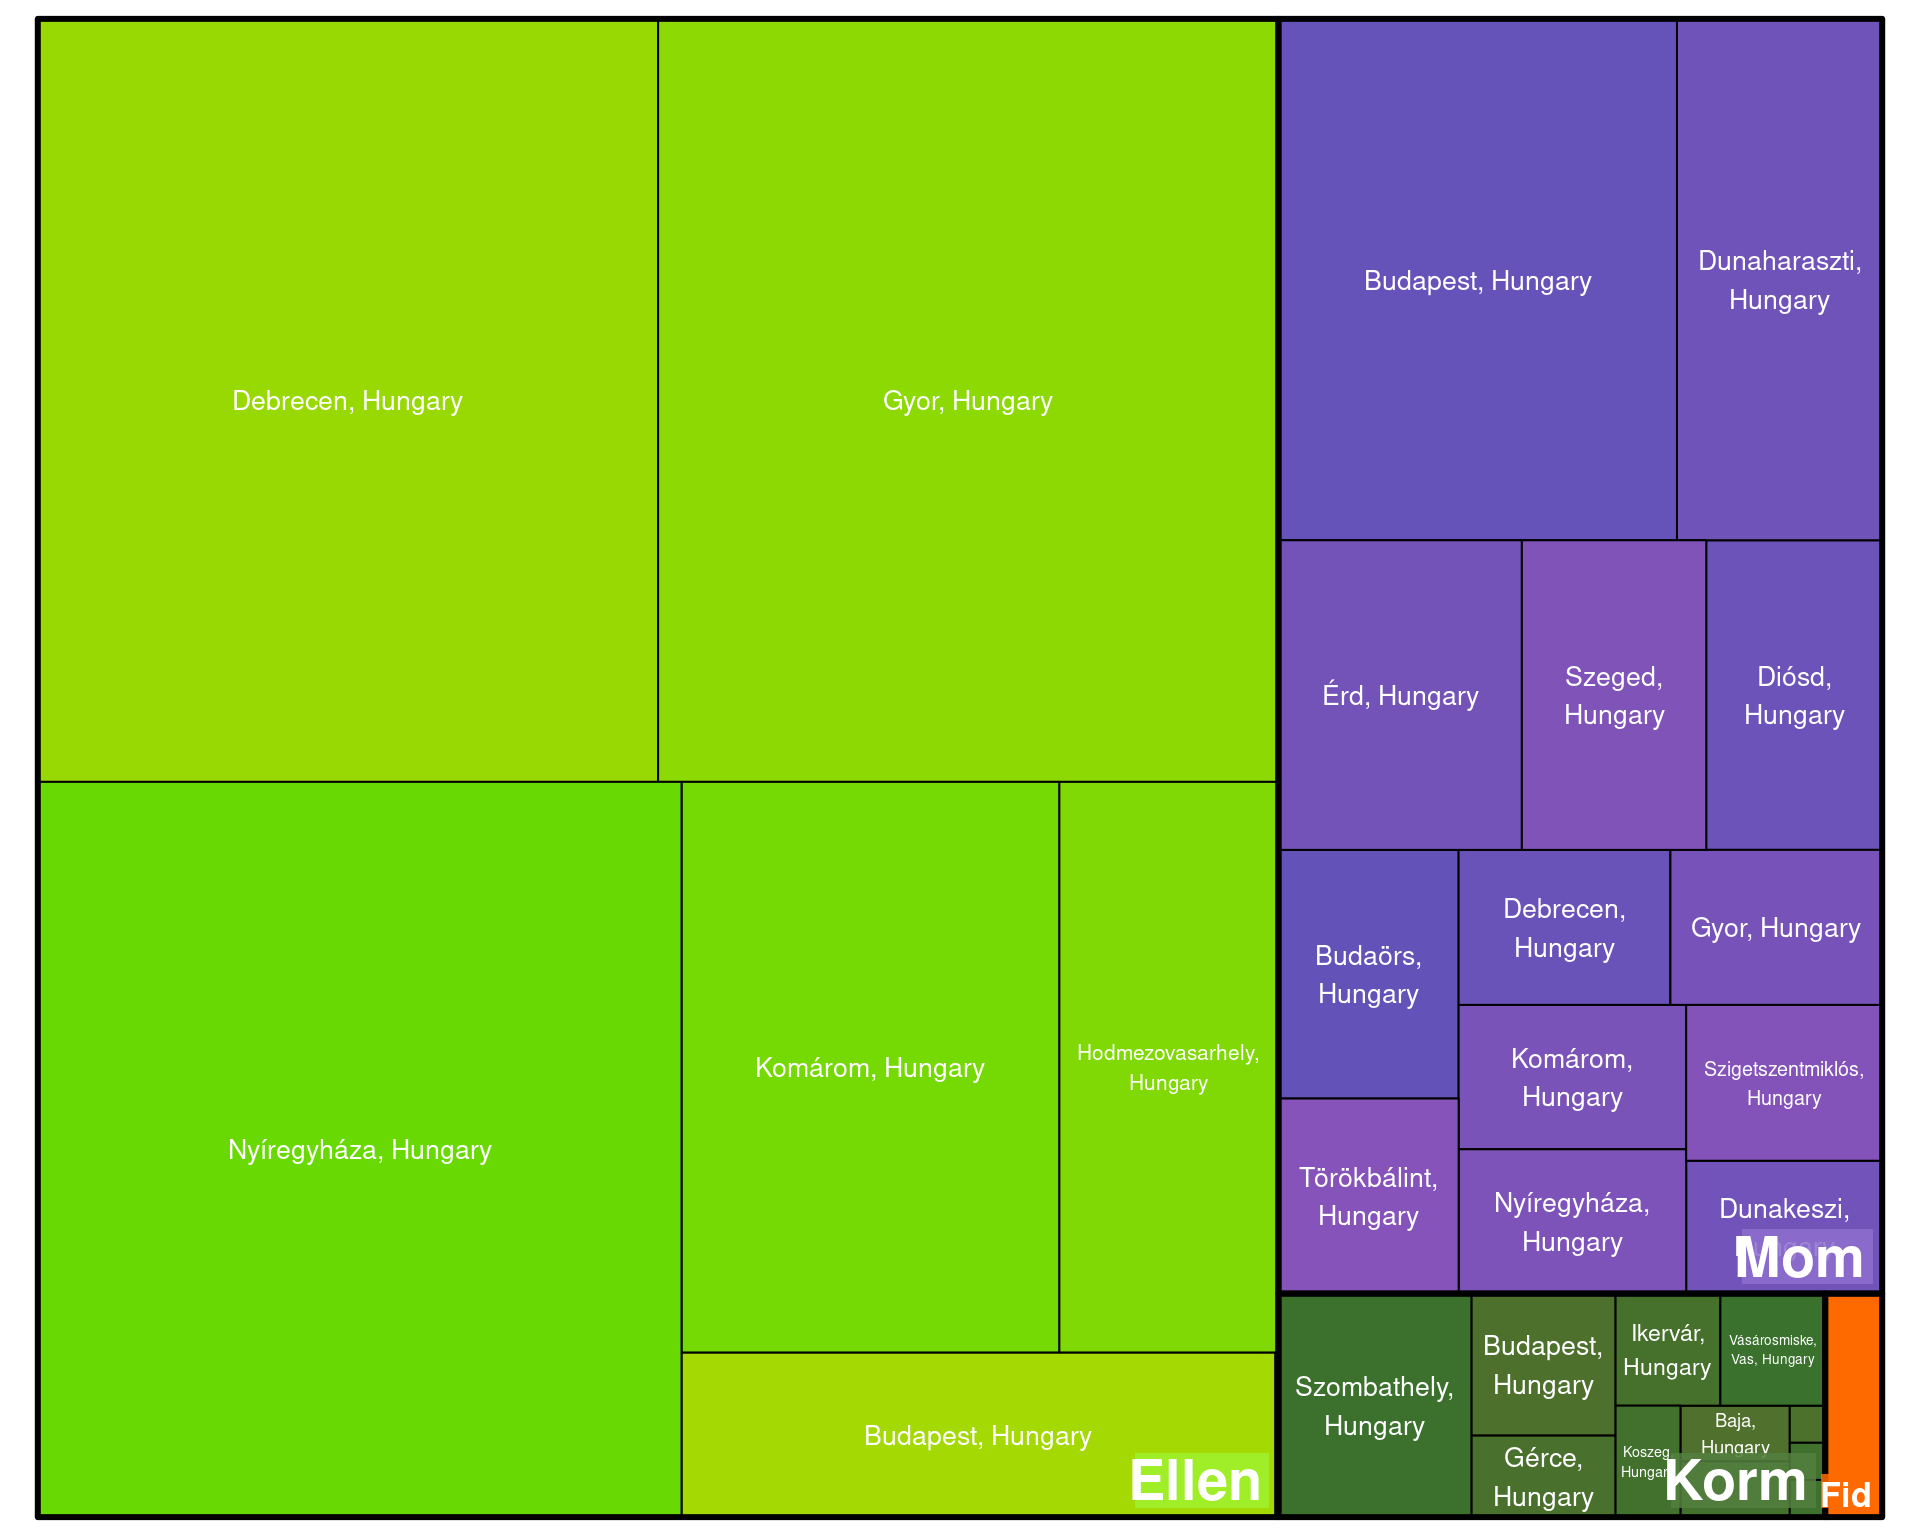 Debrecen, Hungary
Gyor, Hungary
Nyíregyháza, Hungary
Komárom, Hungary
Hodmezovasarhely,
Hungary
Budapest, Hungary
Ellen
Budapest, Hungary
Dunaharaszti,
Hungary
Érd, Hungary
Szeged,
Hungary
Diósd,
Hungary
Budaörs,
Hungary
Debrecen,
Hungary
Gyor, Hungary
Komárom,
Hungary
Szigetszentmiklós,
Hungary
Törökbálint,
Hungary
Nyíregyháza,
Hungary
Dunakeszi,
Mom
Szombathely,
Hungary
Budapest,
Hungary
Gérce,
Hungary
Ikervár,
Hungary
Vásárosmiske,
Vas, Hungary
Koszeg
Hungar
Baja,
Hungary
Korm
Fid